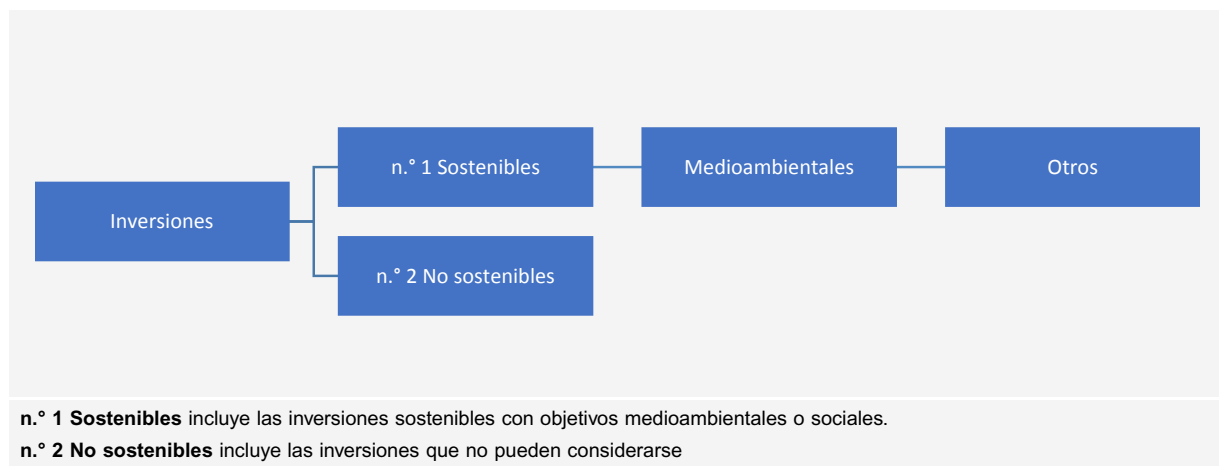 n.° 1 Sostenibles
Medioambientales
Otros
Inversiones
n.° 2 No sostenibles
n.° 1 Sostenibles incluye las inversiones sostenibles con objetivos medioambientales o sociales.
n.° 2 No sostenibles incluye las inversiones que no pueden considerarse